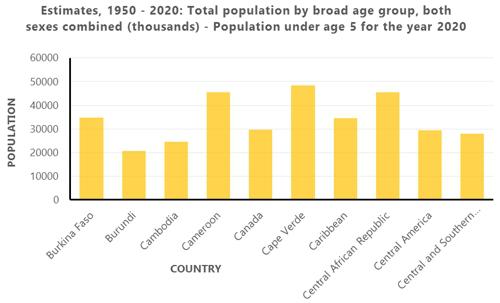 Estimates, 1950 - 2020: Total population by broad age group, both
sexes combined (thousands) - Population under age 5 for the year 2020
POPULATION
60000
50000
40000
30000
20000
10000
0
Burkina Faso
Burundi
Cambodia
Cameroon
Canada
Cape Verde
Caribbean
Central African Republic
Central America
Central and Southern...
COUNTRY